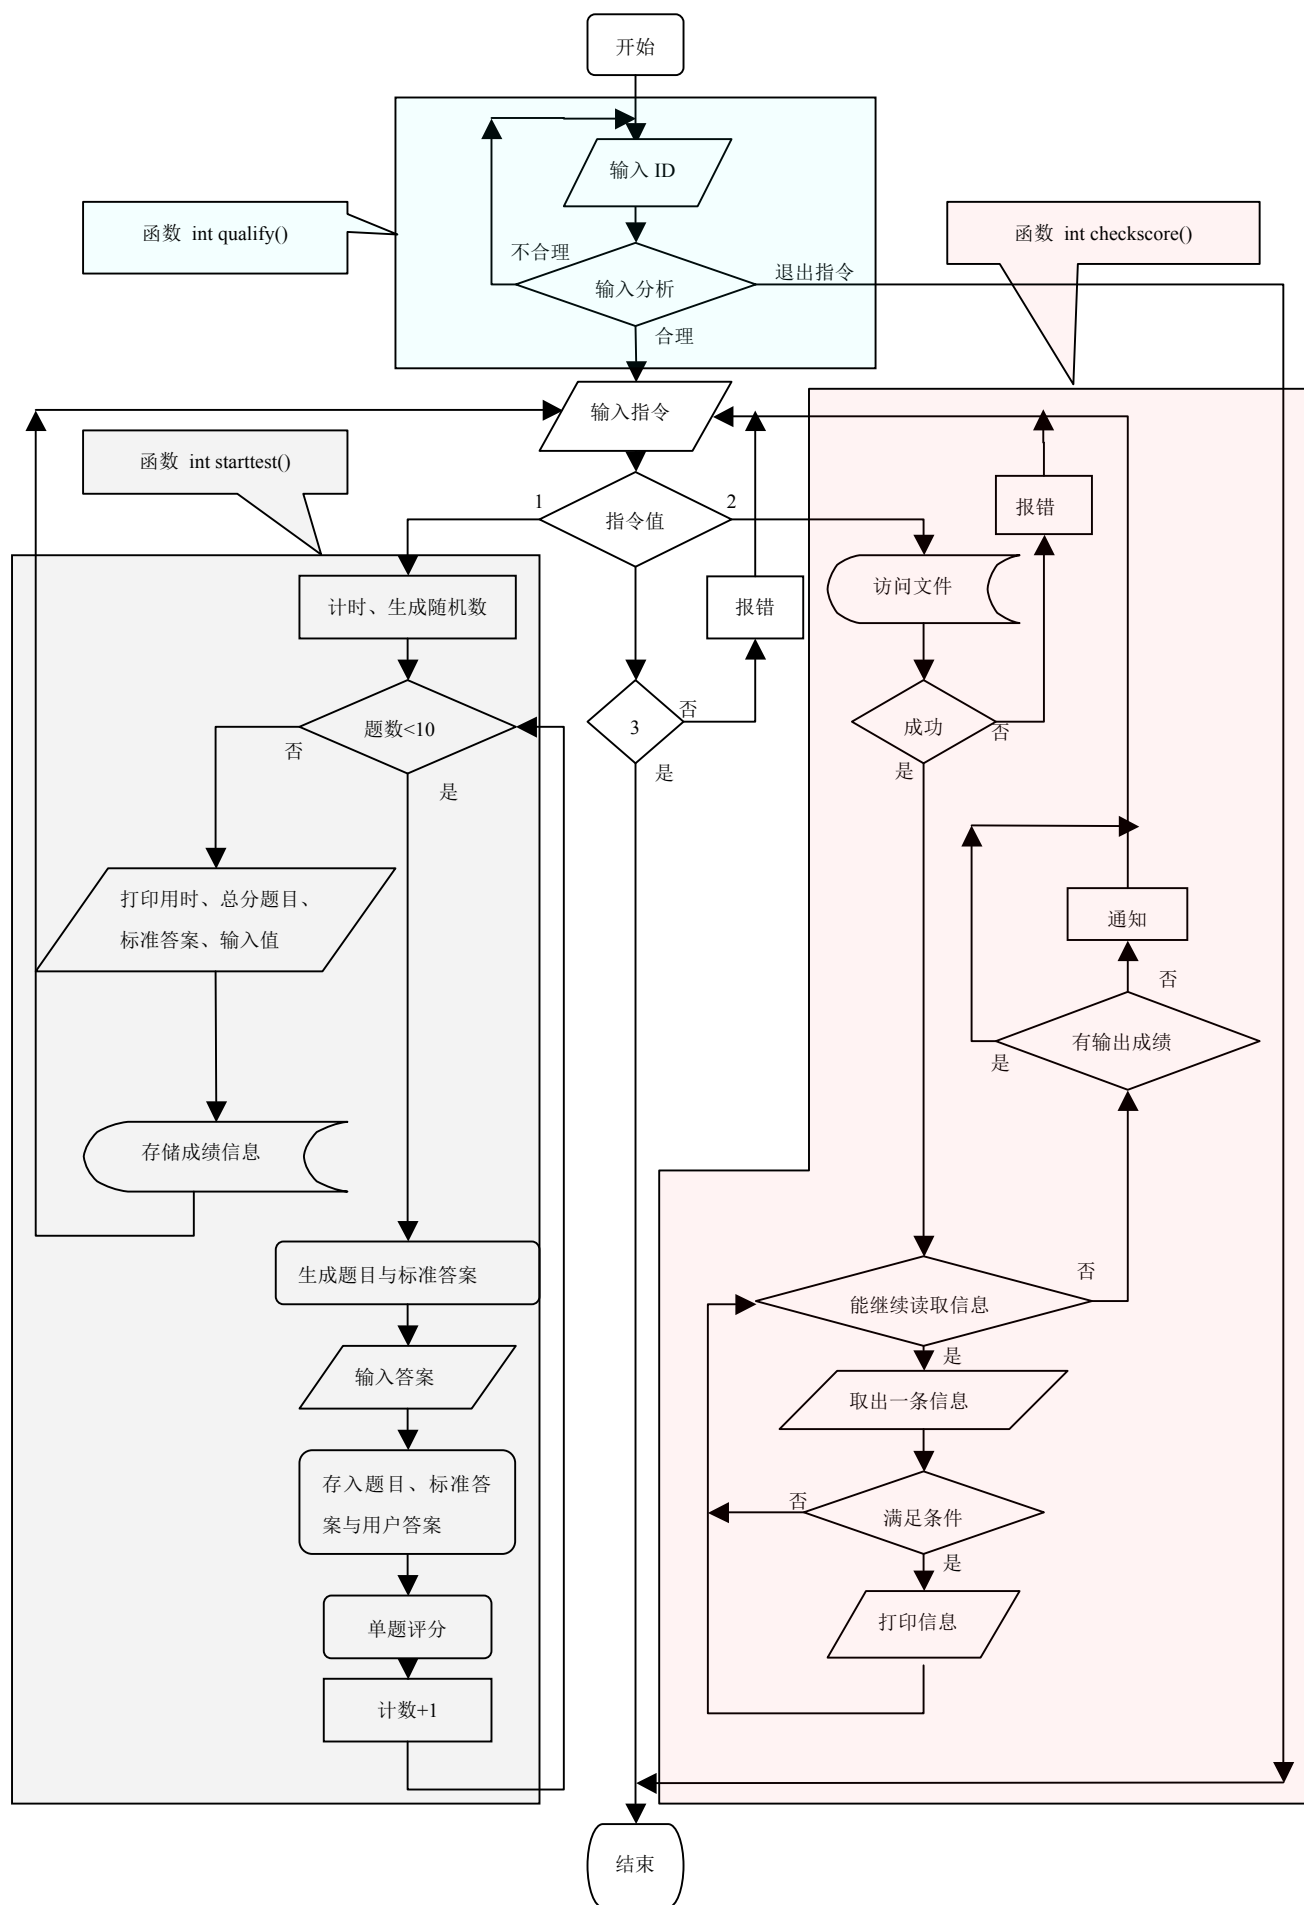 开始
输入 ID
函数 int qualify()
函数 int checkscore()
不合理
退出指令
输入分析
合理
输入指令
函数 int starttest()
1
2
指令值
报错
访问文件
计时、生成随机数
报错
题数<10
否
3
否
成功
否
否
是
是
是
打印用时、总分题目、
标准答案、输入值
通知
否
有输出成绩
是
存储成绩信息
生成题目与标准答案
否
能继续读取信息
是
输入答案
取出一条信息
存入题目、标准答
案与用户答案
否
满足条件
是
单题评分
打印信息
计数+1
结束